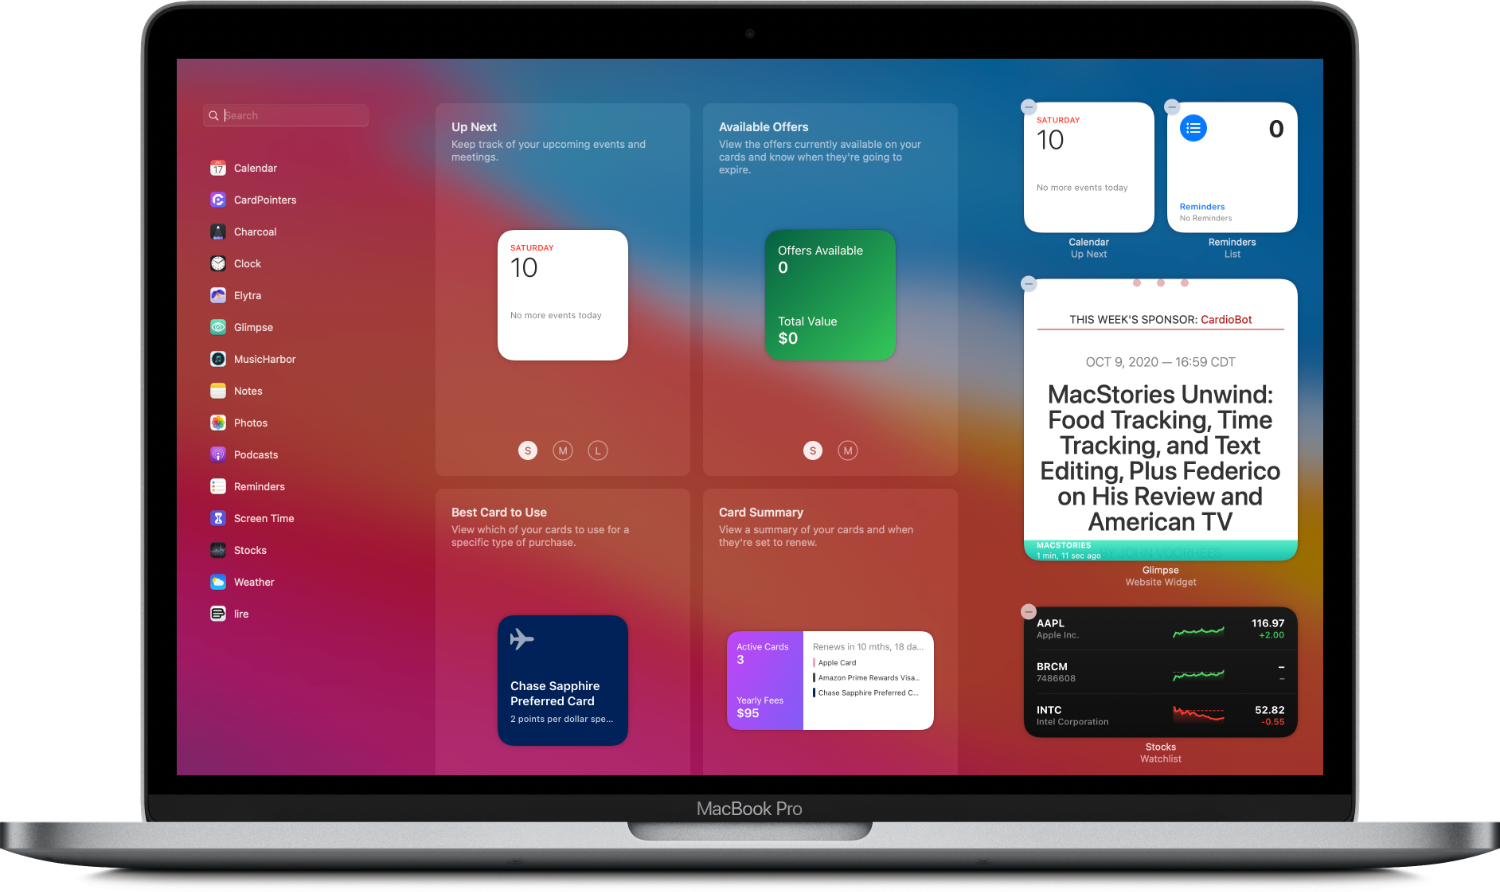 Search
17
Calendar
CardPointers
Charcoal
Clock
Elytra
Glimpse
MusicHarbor
Notes
Photos
Podcasts
Reminders
Screen Time
Stocks
Weather
lire
Up Next
Keep track of your upcoming events and
meetings.
SATURDAY
10
No more events today
S M L
Available Offers
View the offers currently available on your
cards and know when they're going to
expire.
Offers Available
0
Total Value
$0
S M
Best Card to Use
View which of your cards to use for a
specific type of purchase.
Chase Sapphire
Preferred Card
2 points per dollar spe...
Card Summary
View a summary of your cards and when
they're set to renew.
Active Cards
3
Yearly Fees
$95
Renews in 10 mths, 18 da...
Apple Card
Amazon Prime Rewards Visa...
Chase Sapphire Preferred C...
SATURDAY
10
No more events today
Calendar
Up Next
0
Reminders
No Reminders
Reminders
List
THIS WEEK'S SPONSOR: CardioBot
OCT 9, 2020 — 16:59 CDT
MacStories Unwind:
Food Tracking, Time
Tracking, and Text
Editing, Plus Federico
on His Review and
American TV
MACSTORIES
BY JOHN VOORHEES
1 min, 11 sec ago
Glimpse
Website Widget
AAPL 116.97
Apple Inc. +2.00
BRCM –
7486608 –
INTC 52.82
Intel Corporation -0.55
Stocks
Watchlist
MacBook Pro